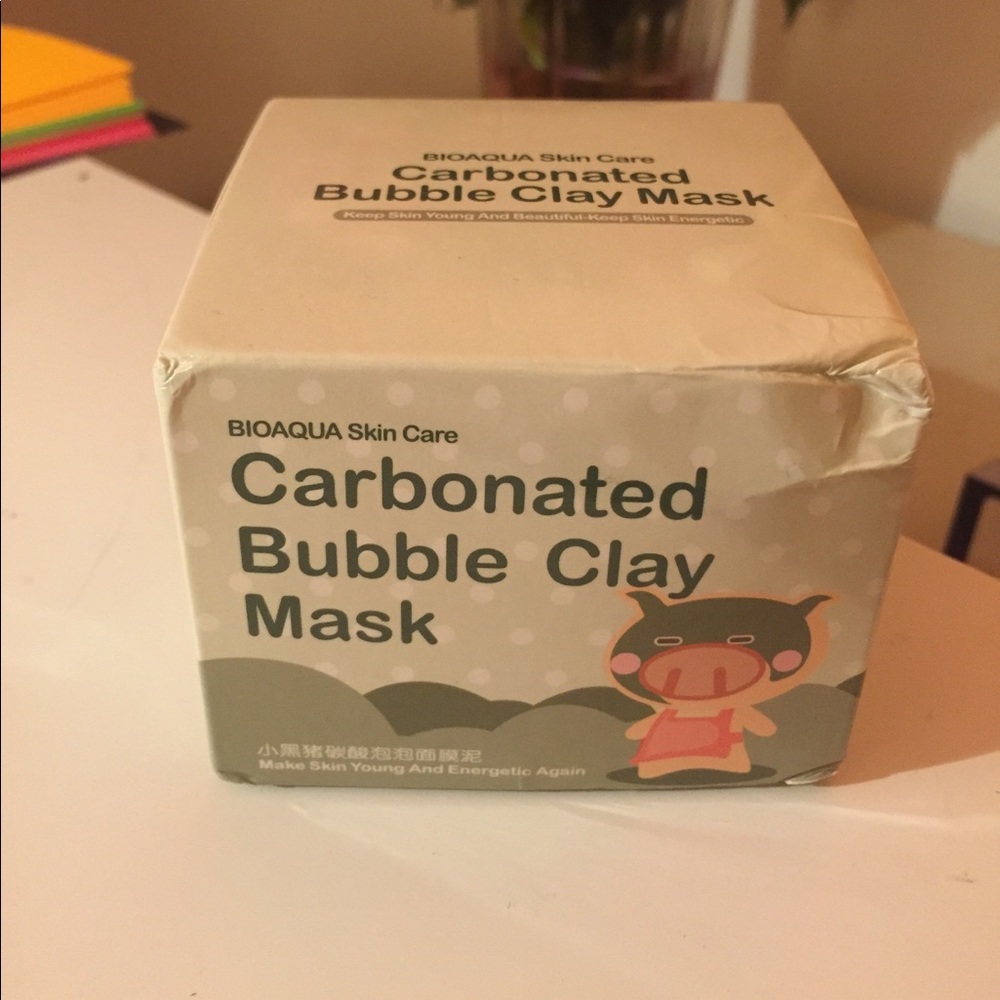 BIOAQUA Skin Care
Carbonated
Bubble Clay Mask
Keep Skin Young And Beautiful-Keep Skin Energetic
BIOAQUA Skin Care
Carbonated
Bubble Clay
Mask
小黑猪碳酸泡泡面膜泥
Make Skin Young And Energetic Again